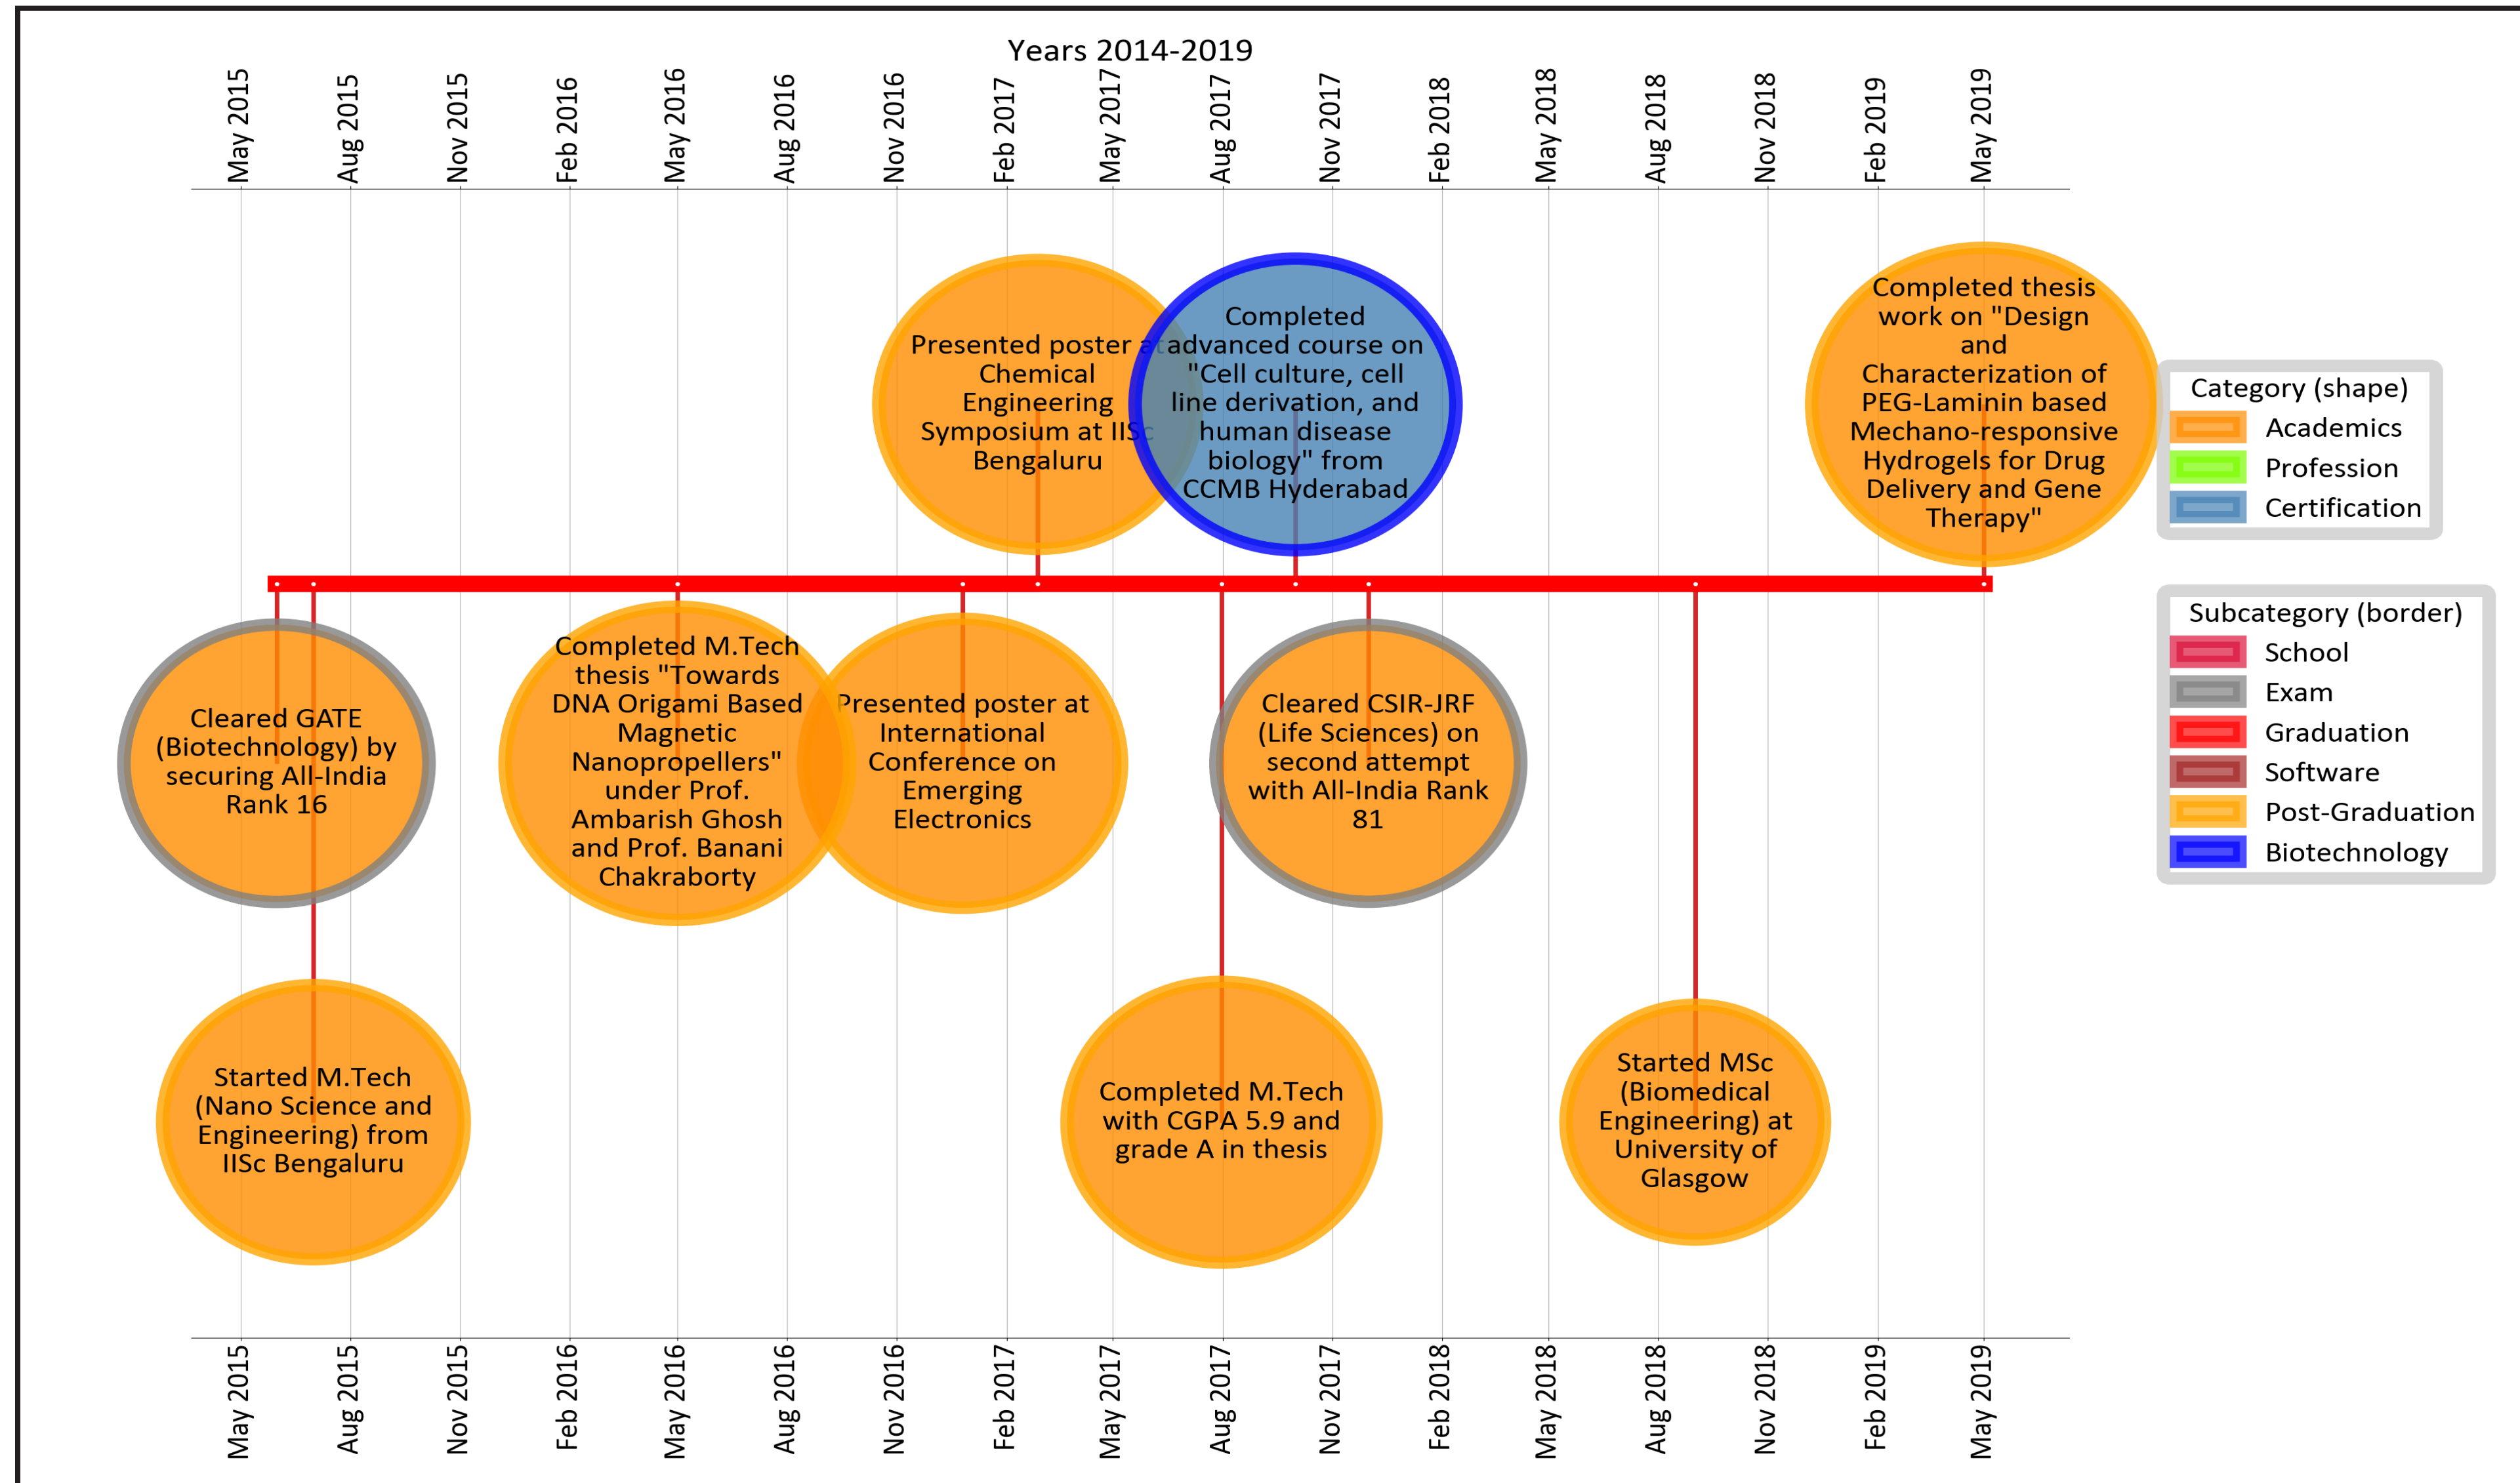 Years 2014-2019
May 2015
Aug 2015
Nov 2015
Feb 2016
May 2016
Aug 2016
Nov 2016
Feb 2017
May 2017
Aug 2017
Nov 2017
Feb 2018
May 2018
Aug 2018
Nov 2018
Feb 2019
May 2019
Presented poster at
Chemical
Engineering
Symposium at IISc
Bengaluru
Completed
advanced course on
"Cell culture, cell
line derivation, and
human disease
biology" from
CCMB Hyderabad
Completed thesis
work on "Design
and
Characterization of
PEG-Laminin based
Mechano-responsive
Hydrogels for Drug
Delivery and Gene
Therapy"
Category (shape)
Academics
Profession
Certification
Subcategory (border)
School
Exam
Graduation
Software
Post-Graduation
Biotechnology
Cleared GATE
(Biotechnology) by
securing All-India
Rank 16
Completed M.Tech
thesis "Towards
DNA Origami Based
Magnetic
Nanopropellers"
under Prof.
Ambarish Ghosh
and Prof. Banani
Chakraborty
Presented poster at
International
Conference on
Emerging
Electronics
Cleared CSIR-JRF
(Life Sciences) on
second attempt
with All-India Rank
81
Started M.Tech
(Nano Science and
Engineering) from
IISc Bengaluru
Completed M.Tech
with CGPA 5.9 and
grade A in thesis
Started MSc
(Biomedical
Engineering) at
University of
Glasgow
May 2015
Aug 2015
Nov 2015
Feb 2016
May 2016
Aug 2016
Nov 2016
Feb 2017
May 2017
Aug 2017
Nov 2017
Feb 2018
May 2018
Aug 2018
Nov 2018
Feb 2019
May 2019